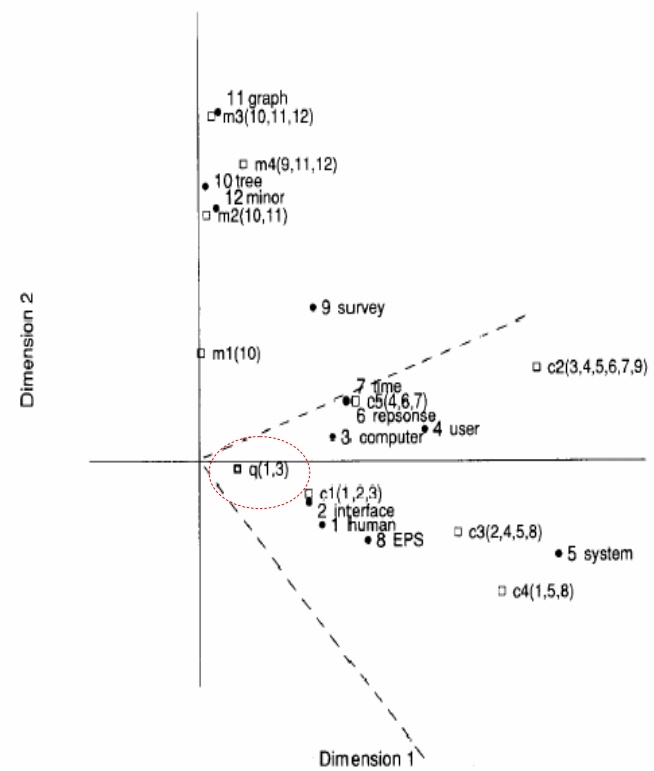 11 graph
m3(10,11,12)
m4(9,11,12)
10 tree
12 minor
m2(10,11)
Dimension 2
9 survey
m1(10)
c2(3,4,5,6,7,9)
7 time
c5(4,6,7)
6 repsonse
4 user
3 computer
q(1,3)
c1(1,2,3)
2 interface
1 human
8 EPS
c3(2,4,5,8)
5 system
c4(1,5,8)
Dimension 1